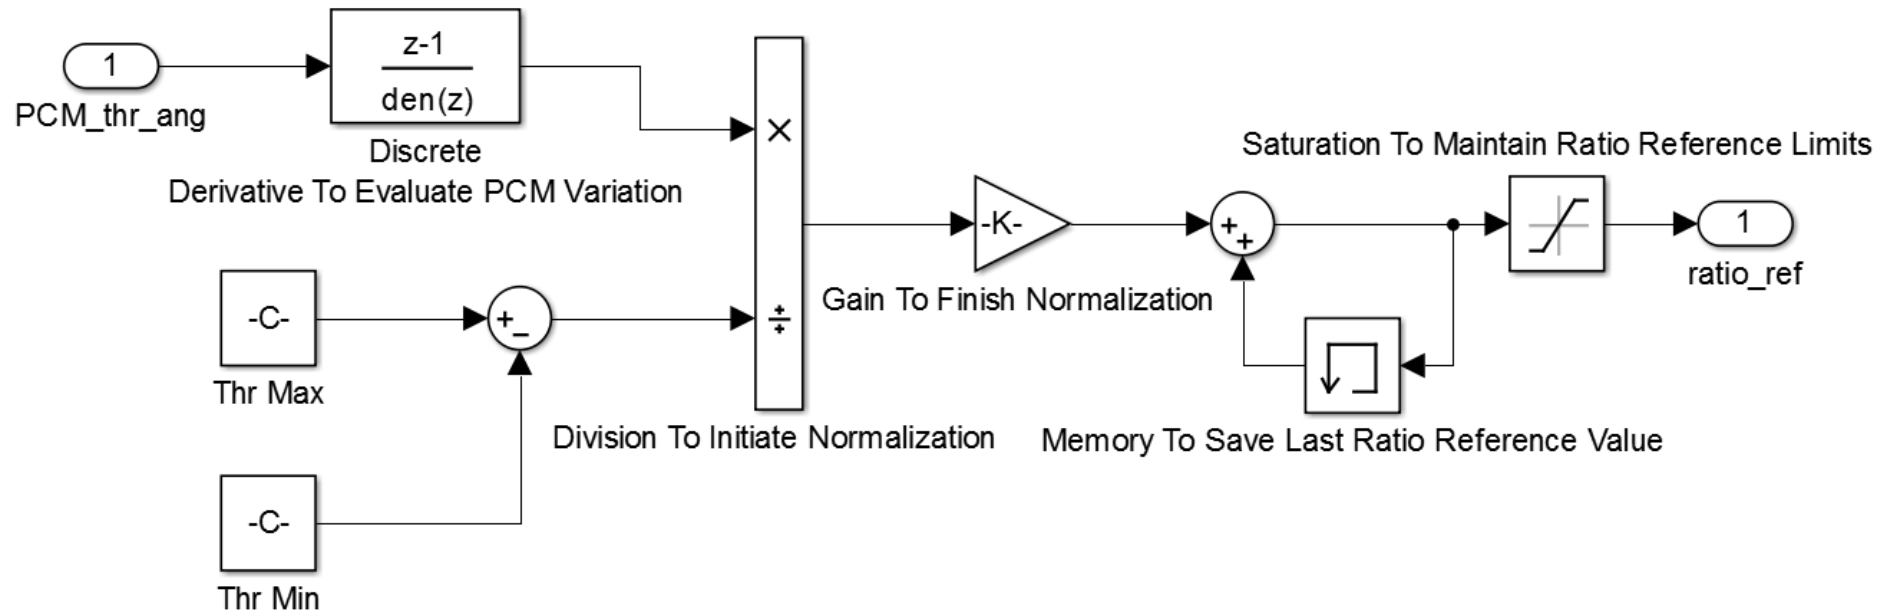 1
PCM_thr_ang
z-1
den(z)
Discrete
Derivative To Evaluate PCM Variation
-C-
Thr Max
-C-
Thr Min
+
−
×
÷
Division To Initiate Normalization
-K-
Gain To Finish Normalization
+
+
Memory To Save Last Ratio Reference Value
Saturation To Maintain Ratio Reference Limits
1
ratio_ref